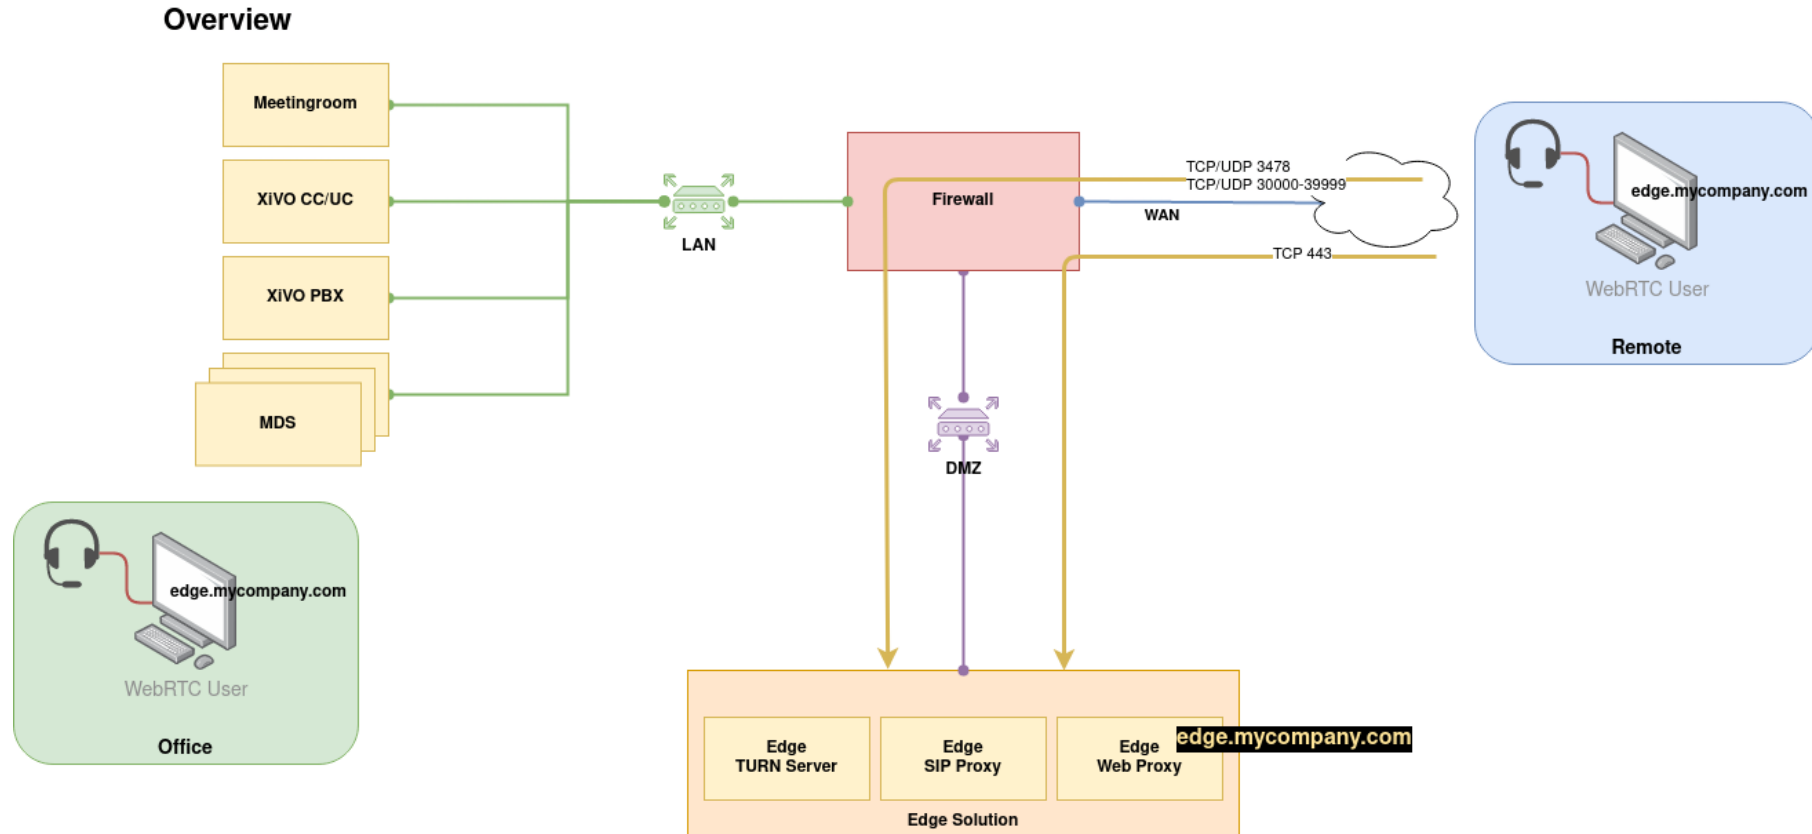 Overview
Meetingroom
XiVO CC/UC
XiVO PBX
MDS
LAN
Firewall
TCP/UDP 3478
TCP/UDP 30000-39999
WAN
TCP 443
edge.mycompany.com
WebRTC User
Remote
DMZ
edge.mycompany.com
WebRTC User
Office
Edge
TURN Server
Edge
SIP Proxy
Edge
Web Proxy
edge.mycompany.com
Edge Solution